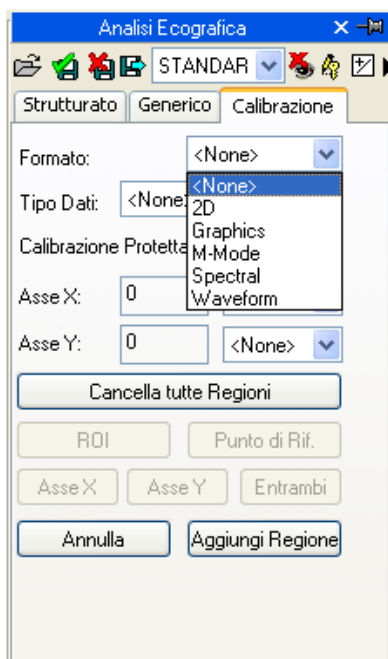 Analisi Ecografica
STANDAR
Strutturato Generico Calibrazione
Formato: <None>
<None>
2D
Graphics
M-Mode
Spectral
Waveform
Tipo Dati: <None
Calibrazione Protetta
Asse X: 0
Asse Y: 0 <None>
Cancella tutte Regioni
ROI Punto di Rif.
Asse X Asse Y Entrambi
Annulla Aggiungi Regione